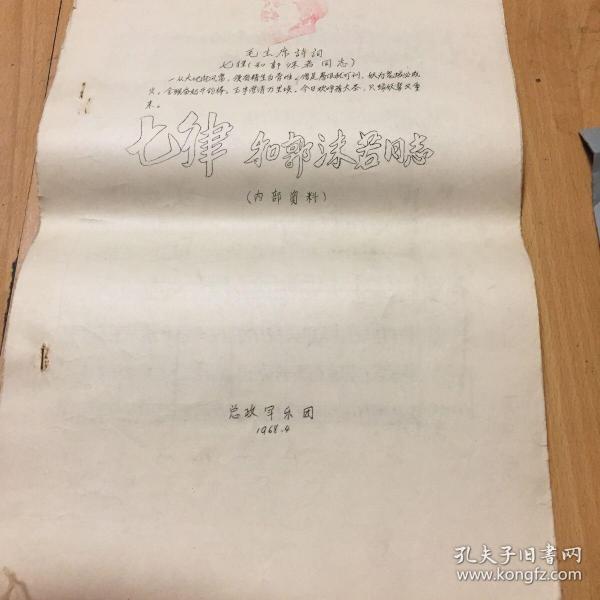 毛主席詩詞
七律(和郭沫若同志)
一从大地起风雷,便有精生白骨堆。僧是愚氓犹可训,妖为鬼蜮必成
灾。金猴奋起千钧棒,玉宇澄清万里埃。今日欢呼孫大圣,只缘妖雾又重
来。
七律 和郭沫若同志
(内部資料)
总政军乐团
1968.4
孔夫子旧书网
www.kongfz.com